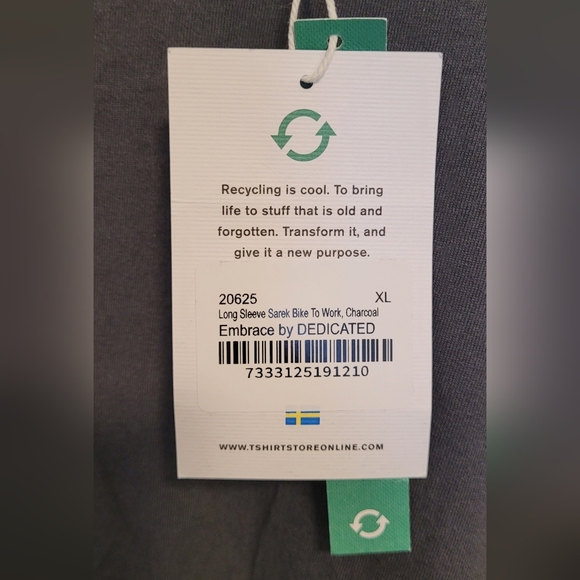 Recycling is cool. To bring
life to stuff that is old and
forgotten. Transform it, and
give it a new purpose.
20625 XL
Long Sleeve Sarek Bike To Work, Charcoal
Embrace by DEDICATED
7333125191210
WWW.TSHIRTSTOREONLINE.COM